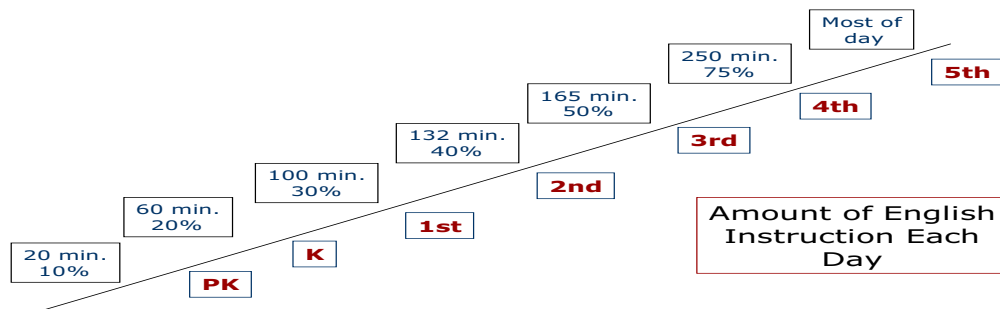 Most of
day
250 min.
75%
5th
165 min.
50%
4th
132 min.
40%
3rd
100 min.
30%
2nd
60 min.
20%
1st
20 min.
10%
K
PK
Amount of English
Instruction Each
Day